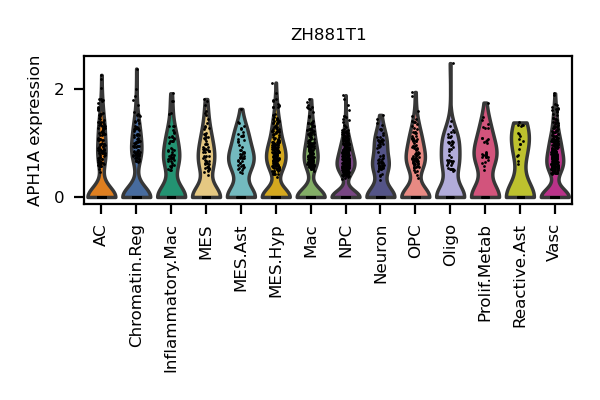 ZH881T1
APH1A expression
2
0
AC
Chromatin.Reg
Inflammatory.Mac
MES
MES.Ast
MES.Hyp
Mac
NPC
Neuron
OPC
Oligo
Prolif.Metab
Reactive.Ast
Vasc